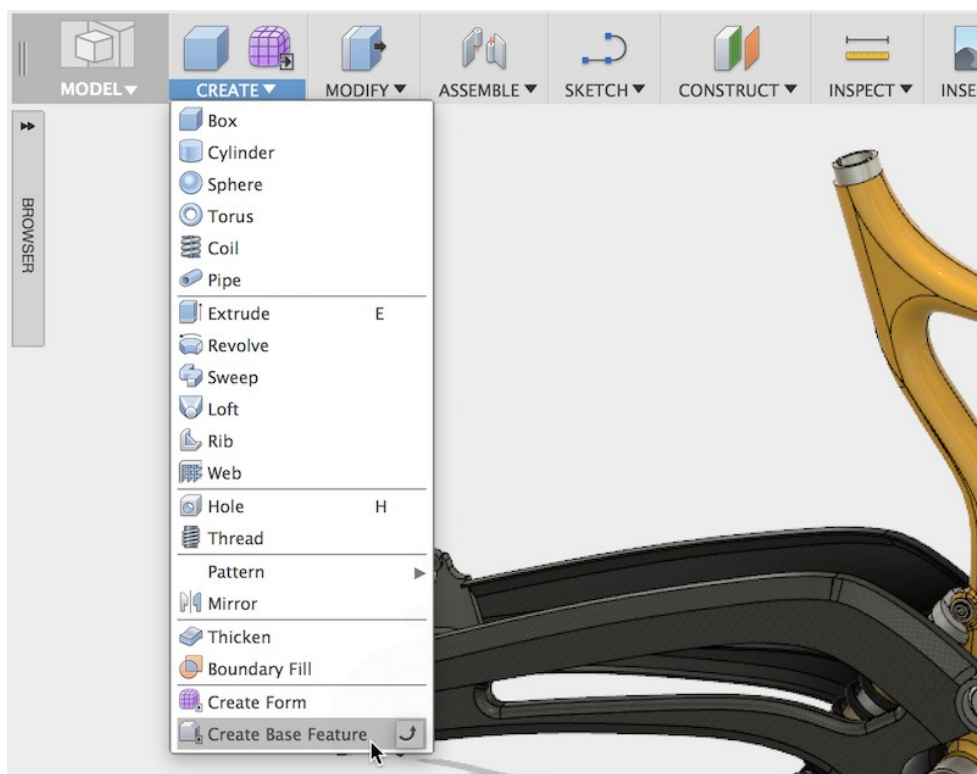 MODEL CREATE MODIFY ASSEMBLE SKETCH CONSTRUCT INSPECT INSE
BROWSER
Box
Cylinder
Sphere
Torus
Coil
Pipe
Extrude E
Revolve
Sweep
Loft
Rib
Web
Hole H
Thread
Pattern
Mirror
Thicken
Boundary Fill
Create Form
Create Base Feature